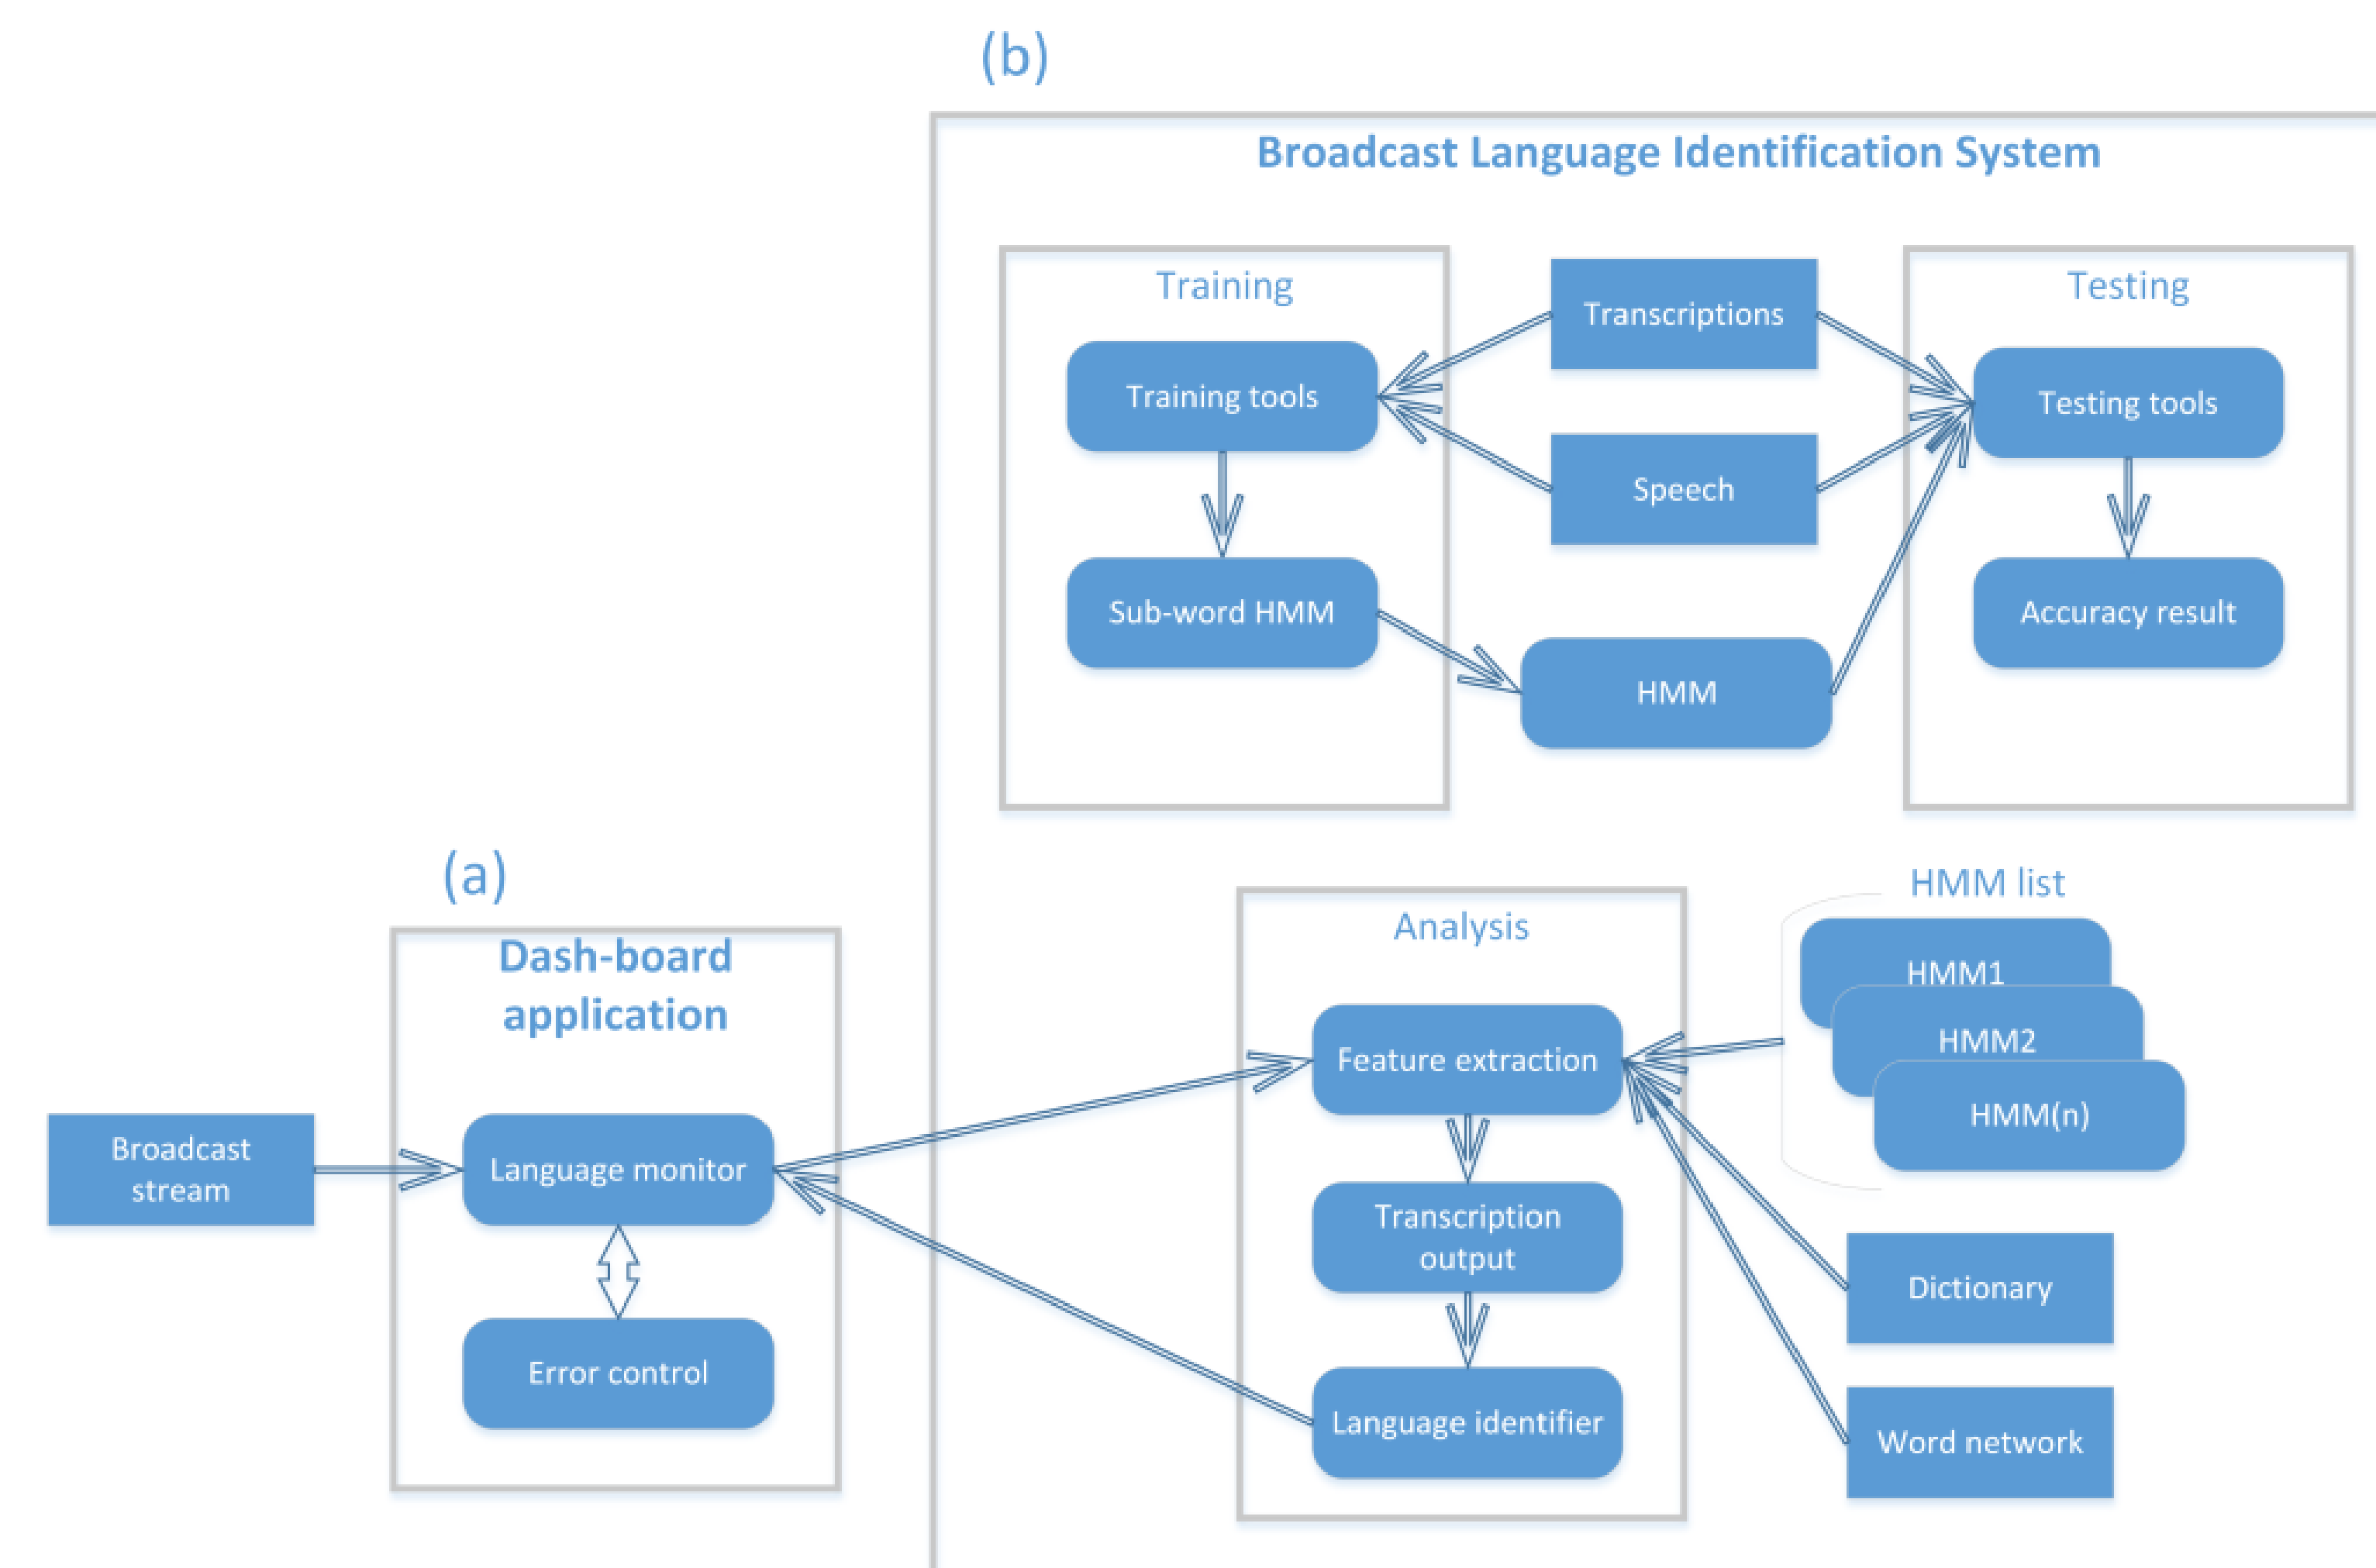 (b)
Broadcast Language Identification System
Training
Transcriptions
Testing
Training tools
Testing tools
Speech
Sub-word HMM
Accuracy result
HMM
(a)
Dash-board
application
Broadcast
stream
Language monitor
Error control
Analysis
Feature extraction
Transcription
output
Language identifier
HMM list
HMM1
HMM2
HMM(n)
Dictionary
Word network